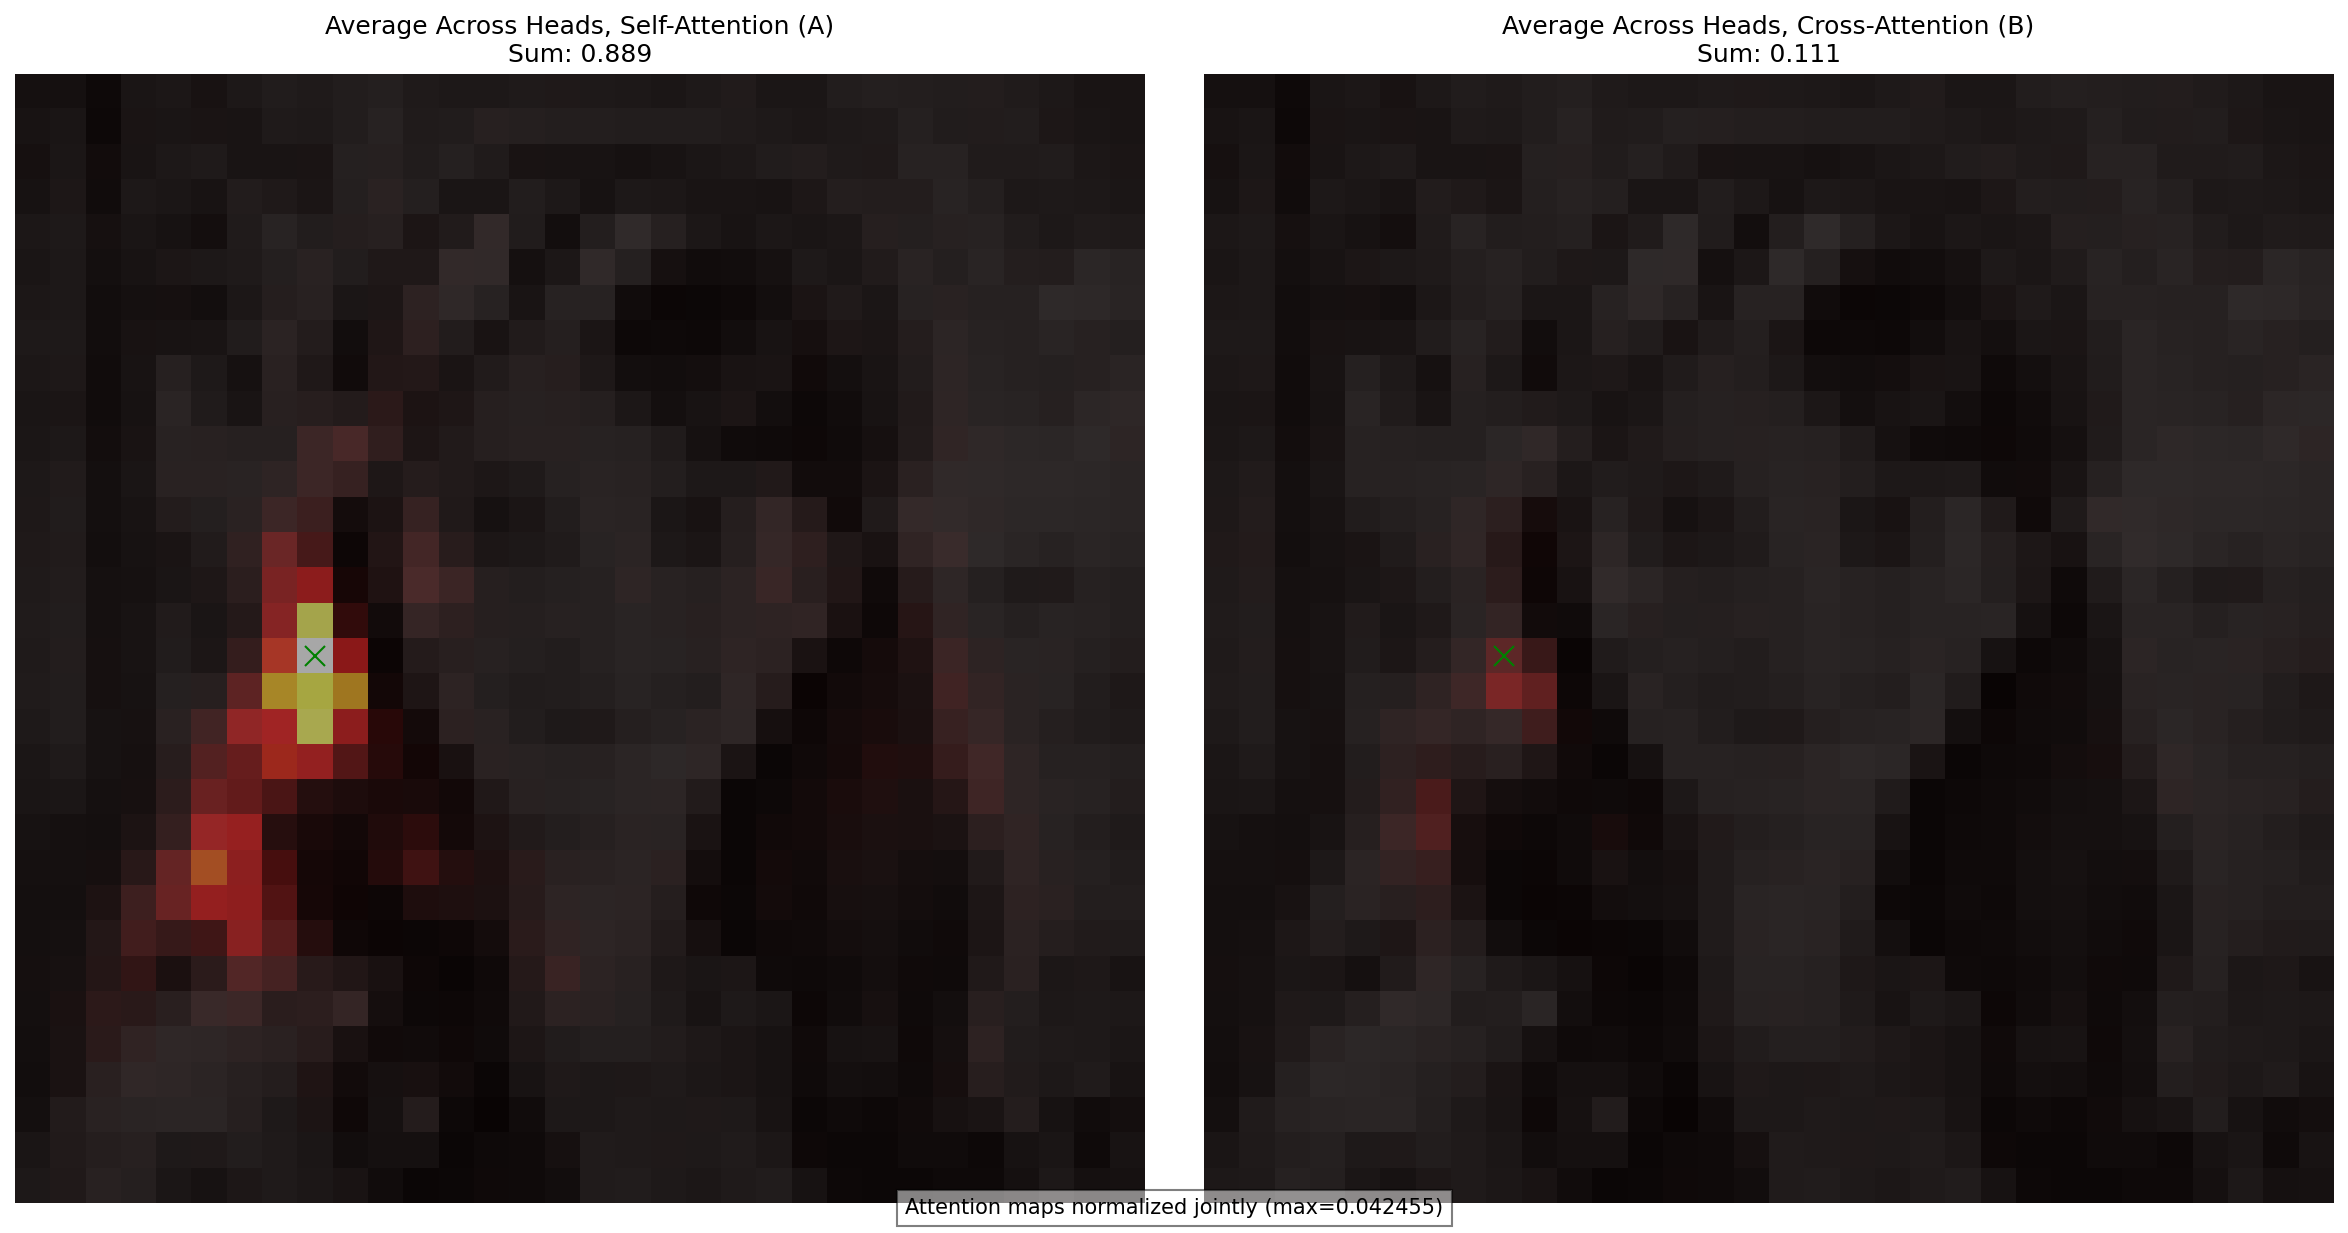 Average Across Heads, Self-Attention (A)
Sum: 0.889
Average Across Heads, Cross-Attention (B)
Sum: 0.111
Attention maps normalized jointly (max=0.042455)